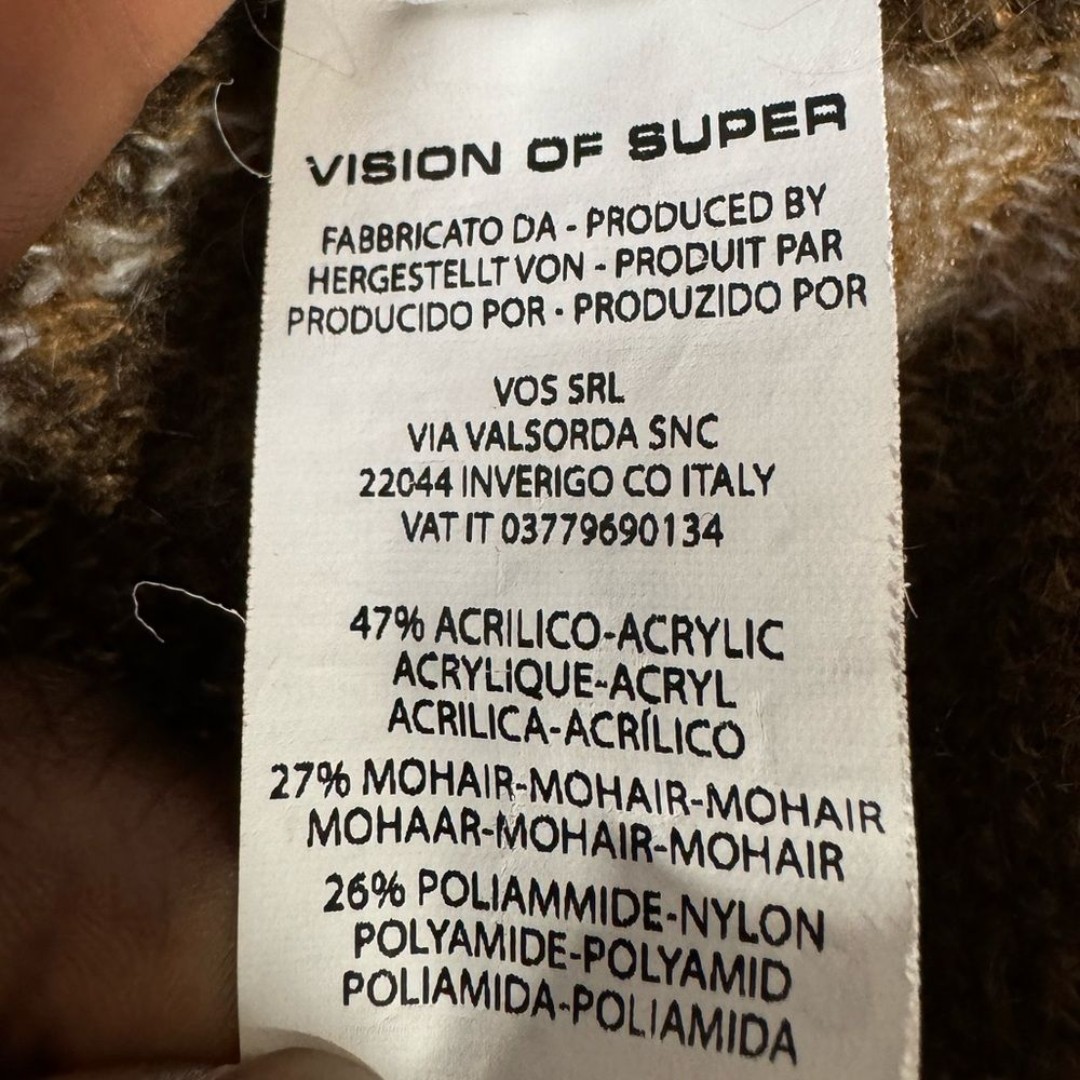 VISION OF SUPER
FABBRICATO DA - PRODUCED BY
HERGESTELLT VON - PRODUIT PAR
PRODUCIDO POR - PRODUZIDO POR
VOS SRL
VIA VALSORDA SNC
22044 INVERIGO CO ITALY
VAT IT 03779690134
47% ACRILICO-ACRYLIC
ACRYLIQUE-ACRYL
ACRILICA-ACRÍLICO
27% MOHAIR-MOHAIR-MOHAIR
MOHAAR-MOHAIR-MOHAIR
26% POLIAMMIDE-NYLON
POLYAMIDE-POLYAMID
POLIAMIDA-POLIAMIDA